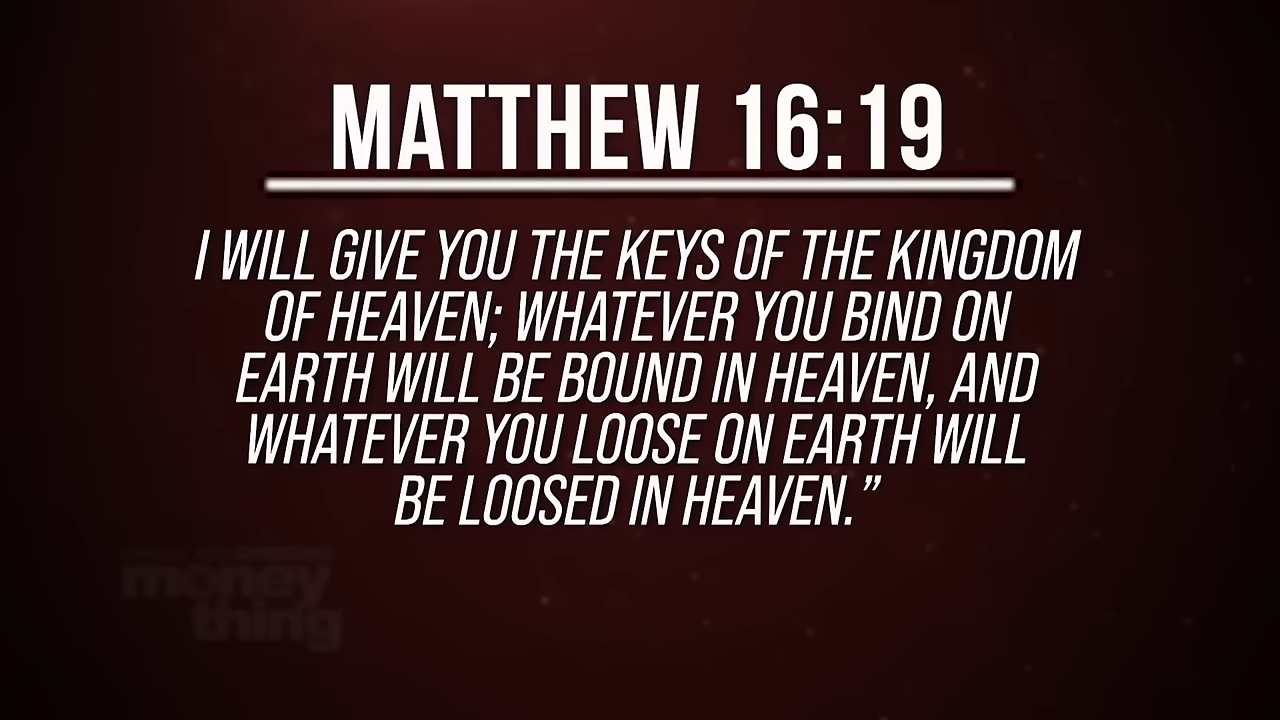 MATTHEW 16:19
I WILL GIVE YOU THE KEYS OF THE KINGDOM
OF HEAVEN; WHATEVER YOU BIND ON
EARTH WILL BE BOUND IN HEAVEN, AND
WHATEVER YOU LOOSE ON EARTH WILL
BE LOOSED IN HEAVEN.”
money
thing